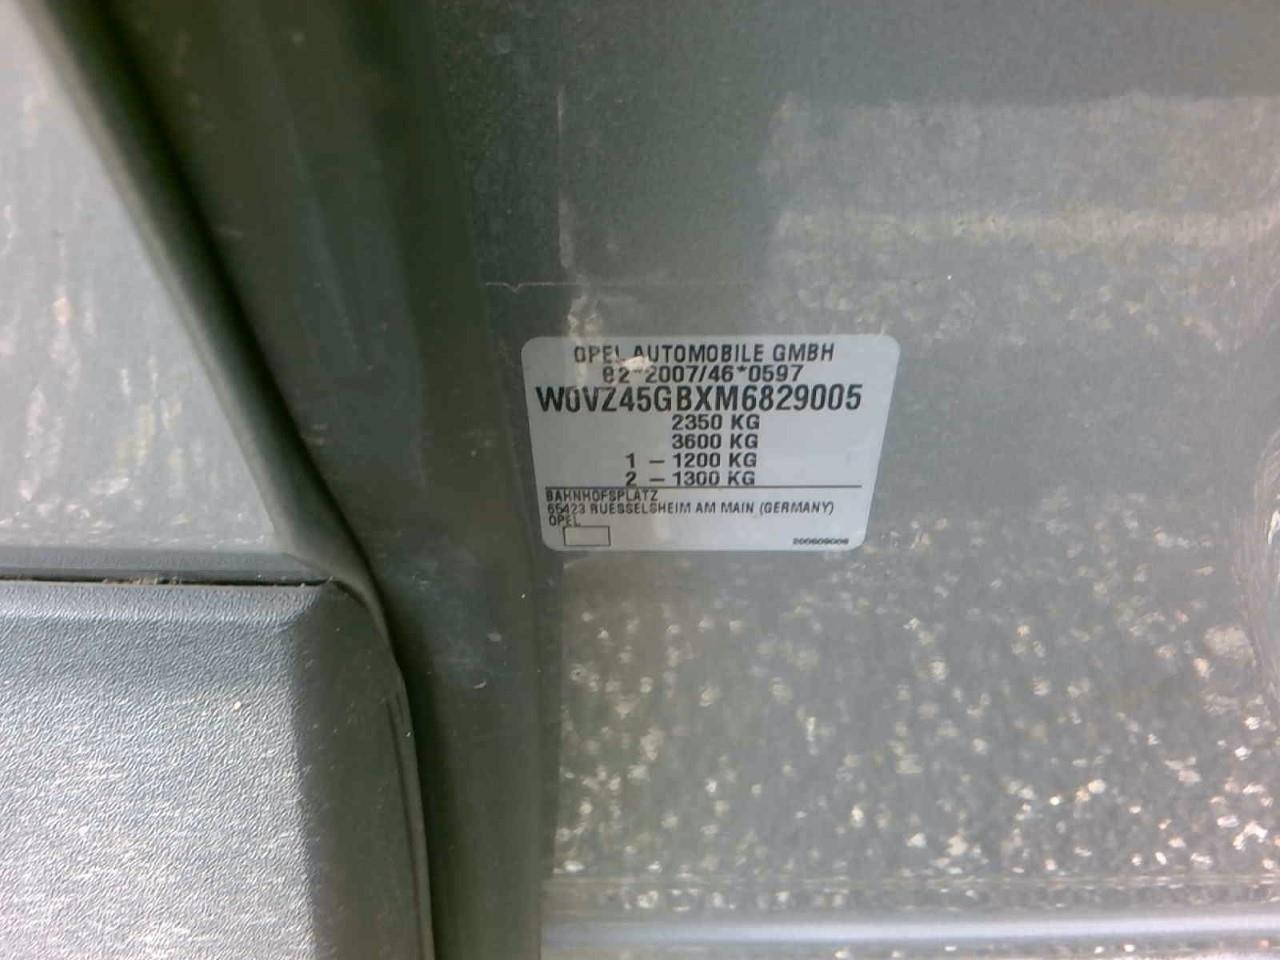 OPEL AUTOMOBILE GMBH
e2*2007/46*0597
W0VZ45GBXM6829005
2350 KG
3600 KG
1 – 1200 KG
2 – 1300 KG
BAHNHOFSPLATZ
65423 RUESSELSHEIM AM MAIN (GERMANY)
OPEL